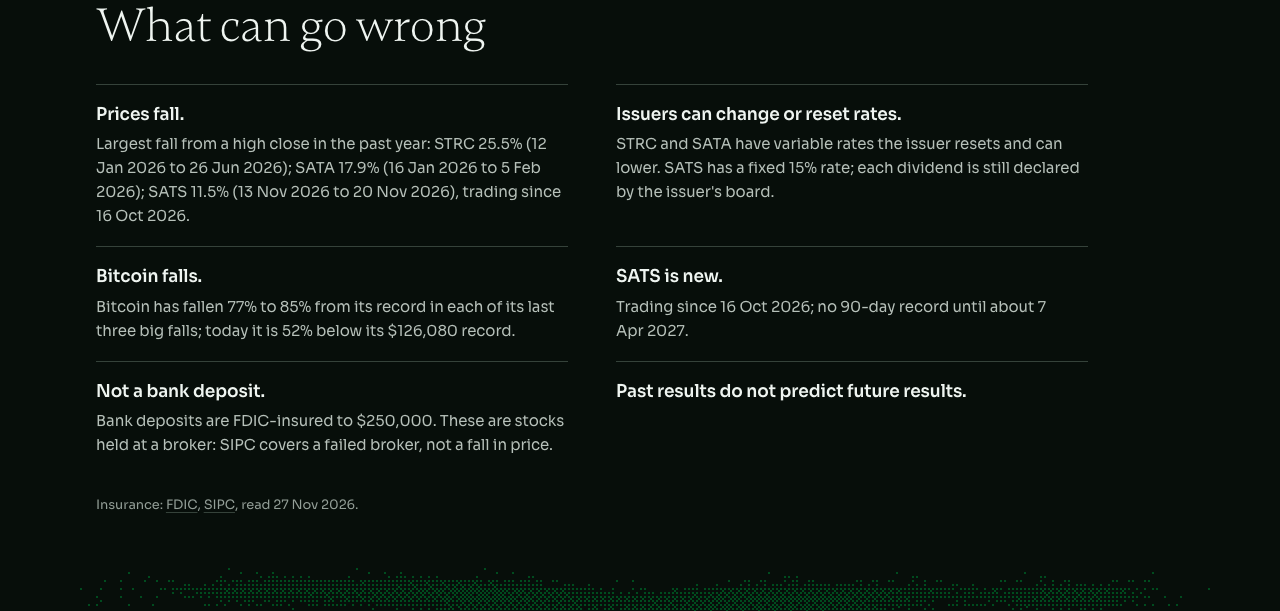 What can go wrong
Prices fall.
Largest fall from a high close in the past year: STRC 25.5% (12
Jan 2026 to 26 Jun 2026); SATA 17.9% (16 Jan 2026 to 5 Feb
2026); SATS 11.5% (13 Nov 2026 to 20 Nov 2026), trading since
16 Oct 2026.
Issuers can change or reset rates.
STRC and SATA have variable rates the issuer resets and can
lower. SATS has a fixed 15% rate; each dividend is still declared
by the issuer's board.
Bitcoin falls.
Bitcoin has fallen 77% to 85% from its record in each of its last
three big falls; today it is 52% below its $126,080 record.
SATS is new.
Trading since 16 Oct 2026; no 90-day record until about 7
Apr 2027.
Not a bank deposit.
Bank deposits are FDIC-insured to $250,000. These are stocks
held at a broker: SIPC covers a failed broker, not a fall in price.
Past results do not predict future results.
Insurance: FDIC, SIPC, read 27 Nov 2026.